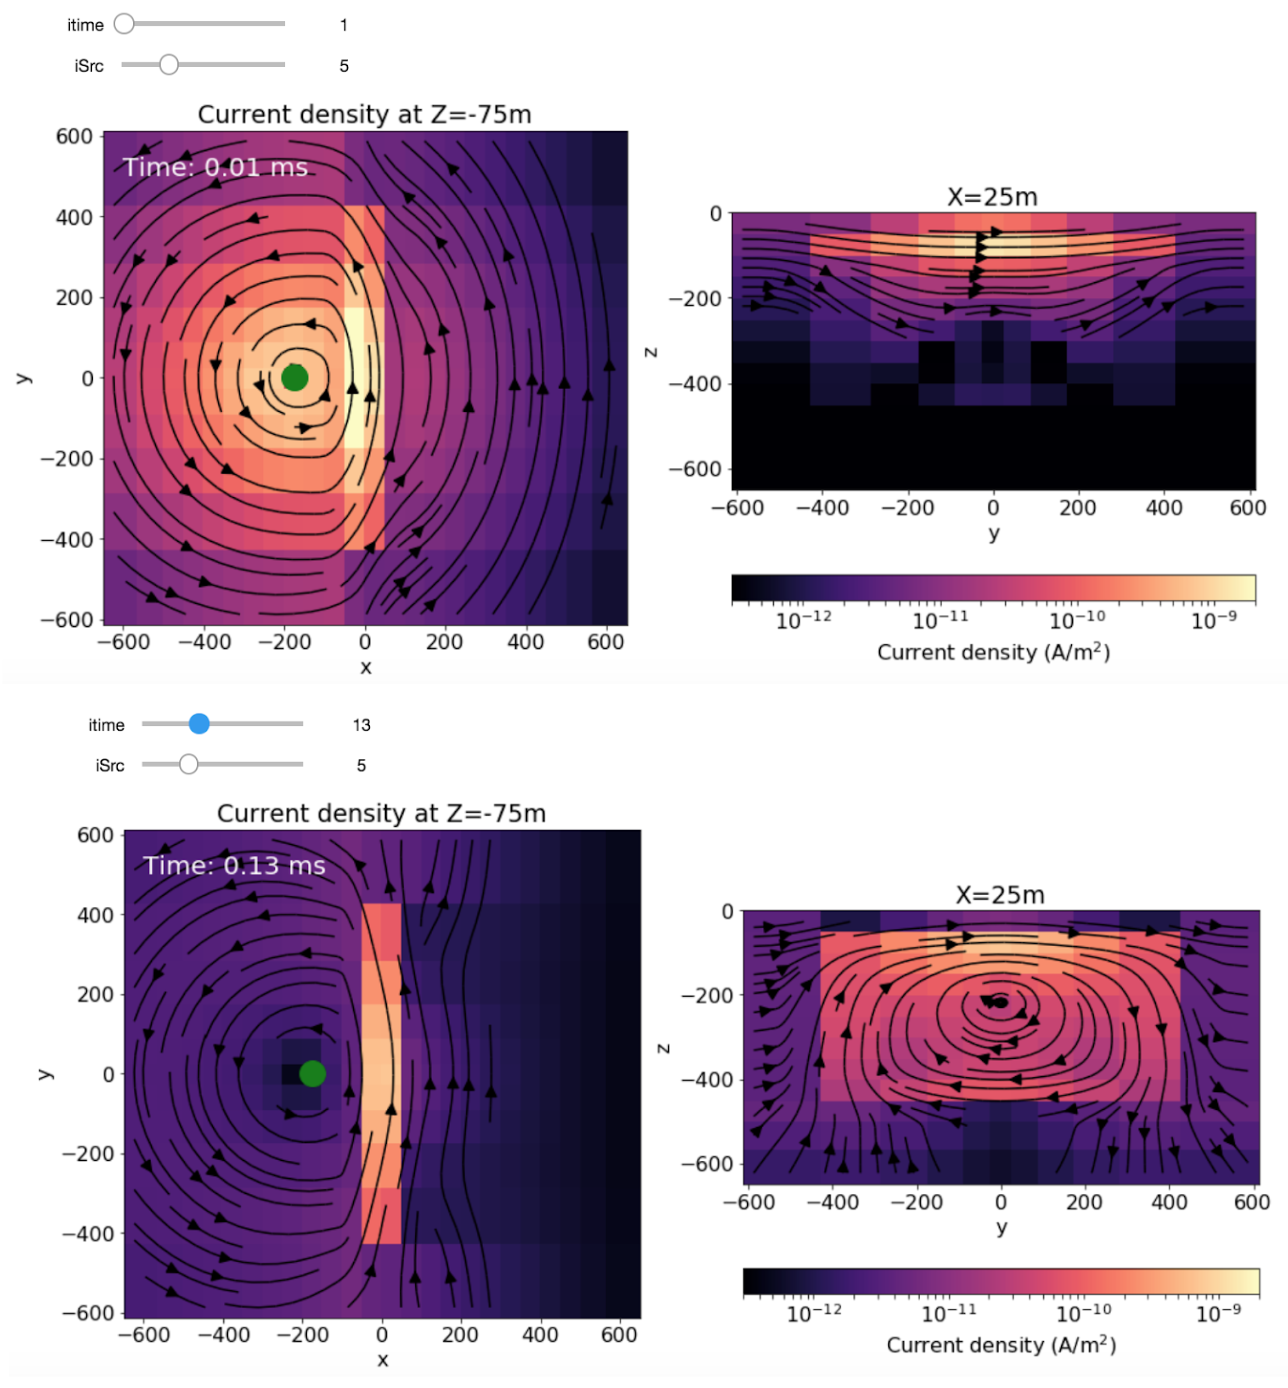 itime 1
iSrc 5
Current density at Z=-75m
Time: 0.01 ms
600
400
200
0
−200
−400
−600
y
−600 −400 −200 0 200 400 600
x
X=25m
0
−200
−400
−600
z
−600 −400 −200 0 200 400 600
y
10⁻¹² 10⁻¹¹ 10⁻¹⁰ 10⁻⁹
Current density (A/m²)
itime 13
iSrc 5
Current density at Z=-75m
Time: 0.13 ms
600
400
200
0
−200
−400
−600
y
−600 −400 −200 0 200 400 600
x
X=25m
0
−200
−400
−600
z
−600 −400 −200 0 200 400 600
y
10⁻¹² 10⁻¹¹ 10⁻¹⁰ 10⁻⁹
Current density (A/m²)